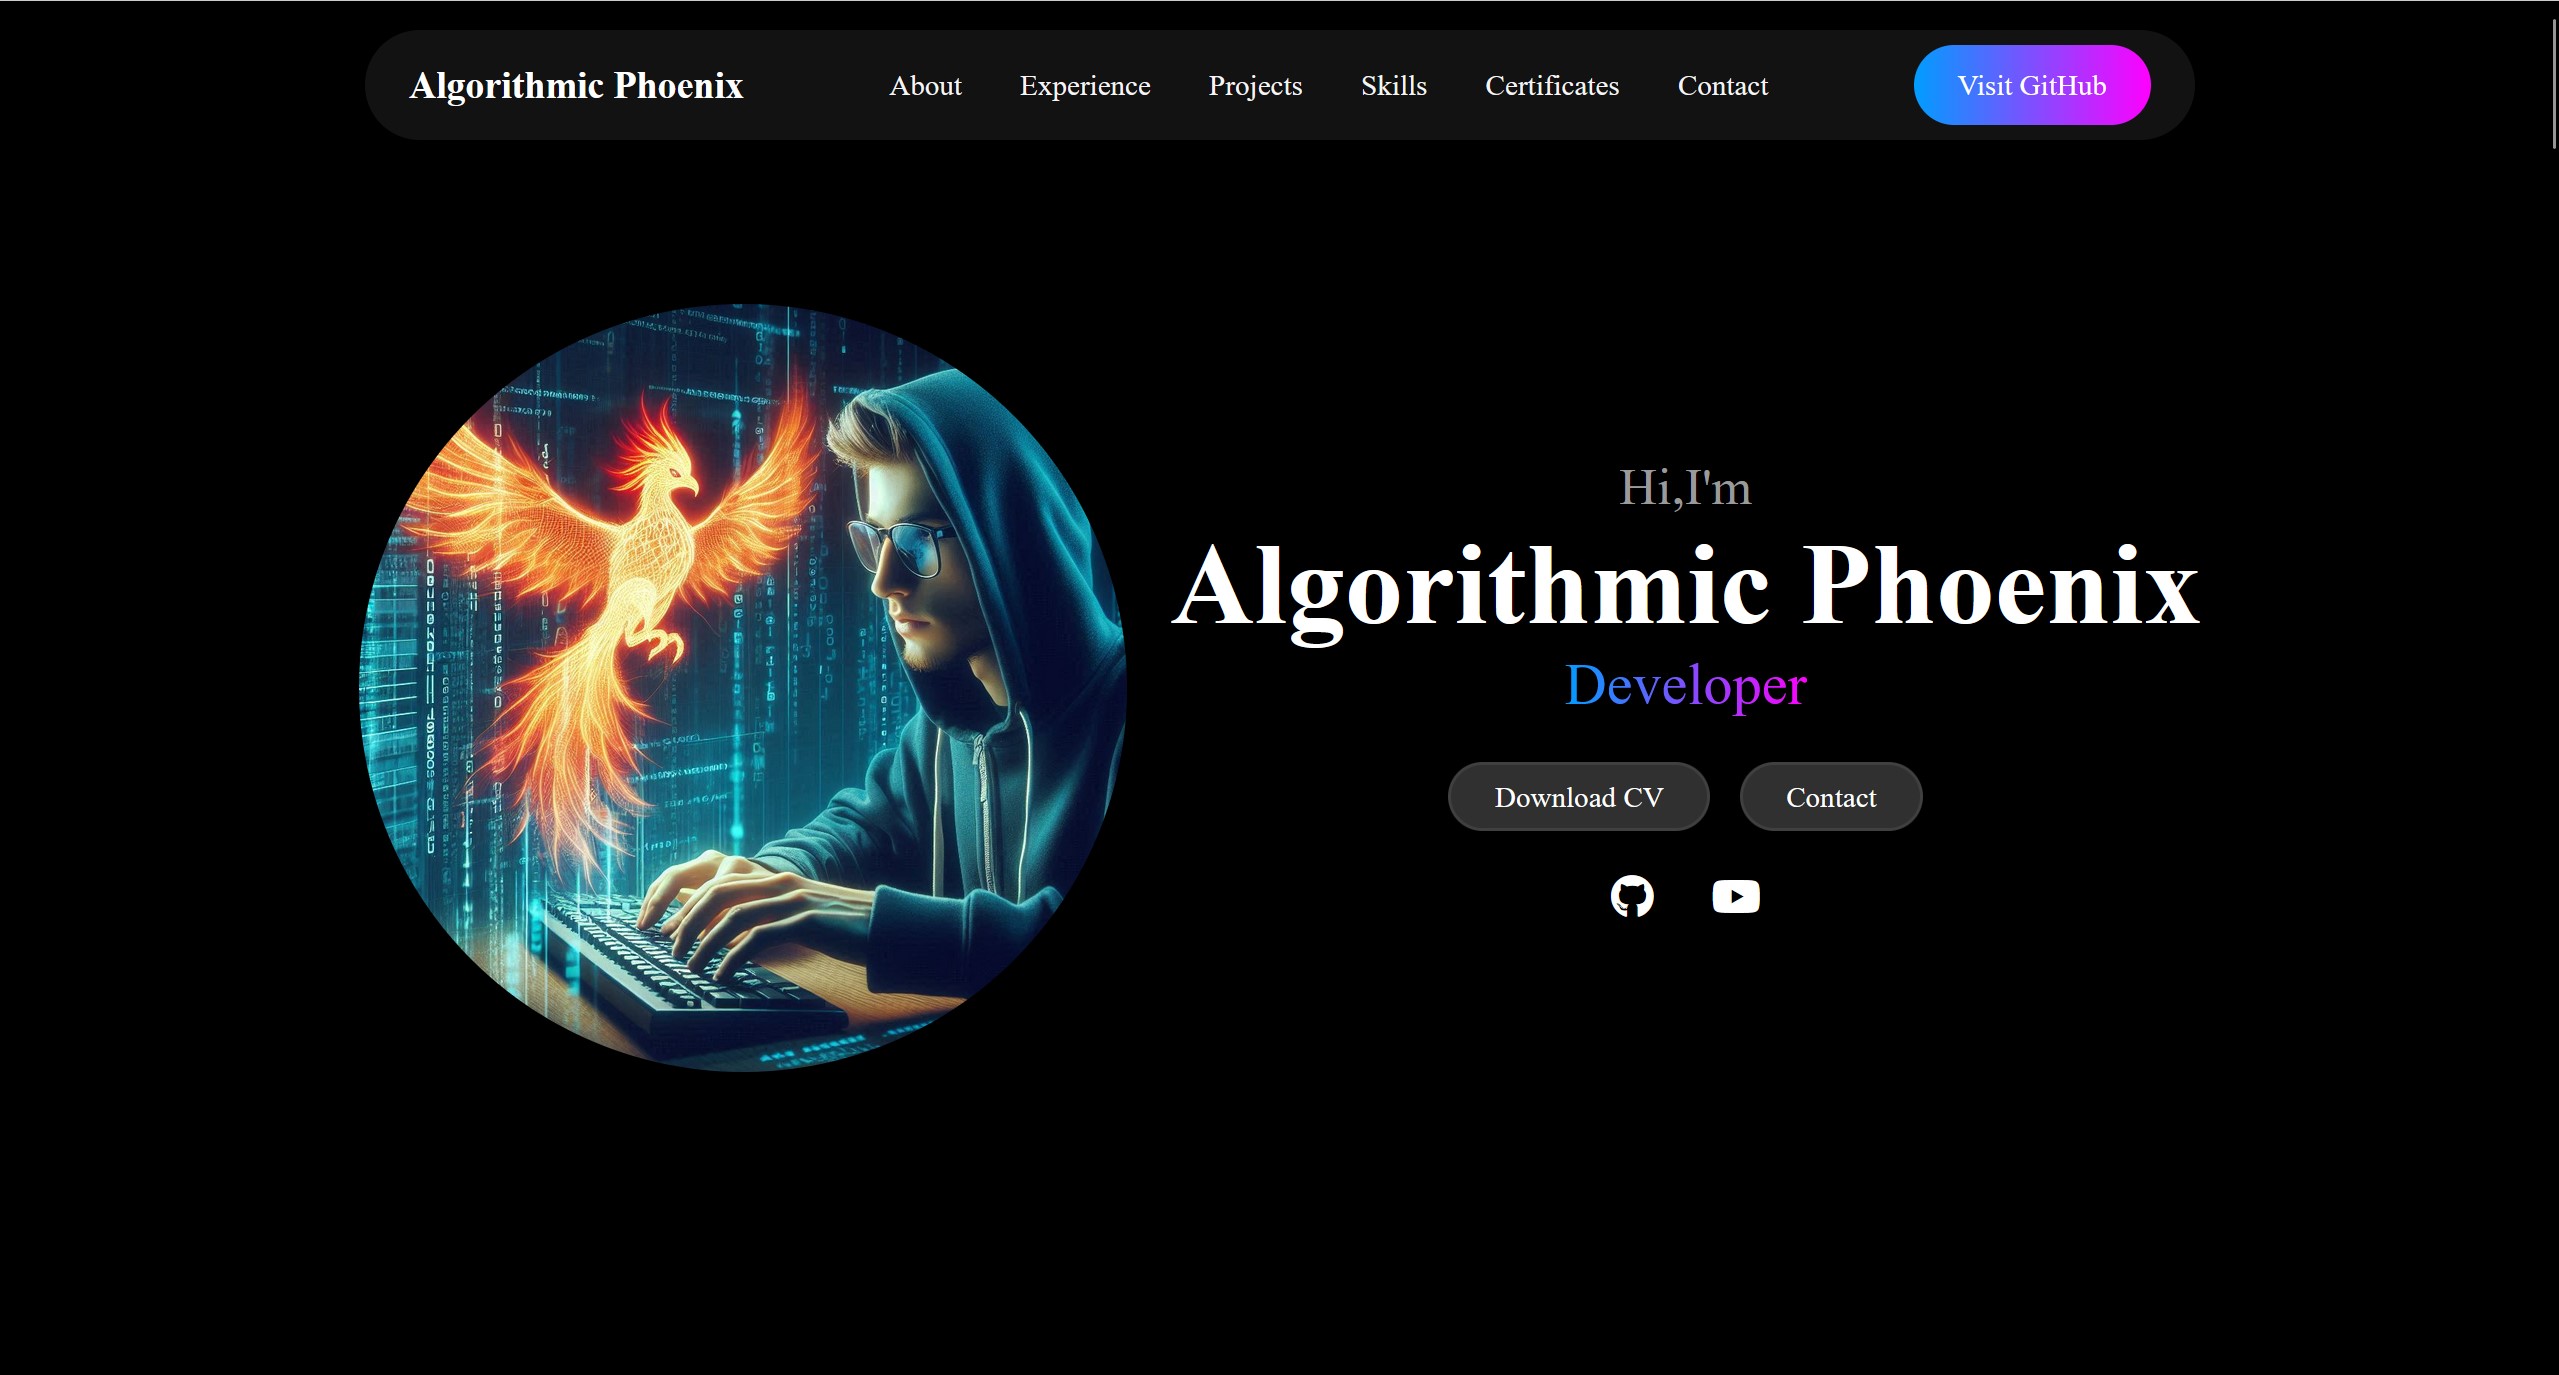 Algorithmic Phoenix
About Experience Projects Skills Certificates Contact
Visit GitHub
Hi,I'm
Algorithmic Phoenix
Developer
Download CV Contact